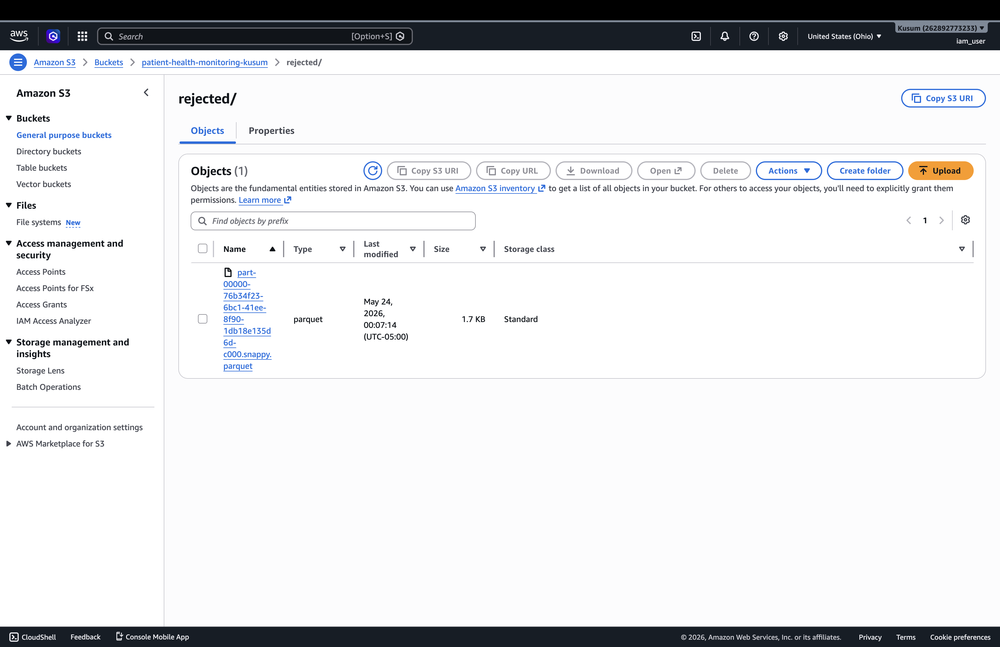 aws
Search
[Option+S]
United States (Ohio)
Kusum (262892773233)
iam_user
Amazon S3
Buckets
patient-health-monitoring-kusum
rejected/
Amazon S3
Buckets
General purpose buckets
Directory buckets
Table buckets
Vector buckets
Files
File systems New
Access management and
security
Access Points
Access Points for FSx
Access Grants
IAM Access Analyzer
Storage management and
insights
Storage Lens
Batch Operations
Account and organization settings
AWS Marketplace for S3
rejected/
Copy S3 URI
Objects
Properties
Objects (1)
Copy S3 URI
Copy URL
Download
Open
Delete
Actions
Create folder
Upload
Objects are the fundamental entities stored in Amazon S3. You can use Amazon S3 inventory to get a list of all objects in your bucket. For others to access your objects, you'll need to explicitly grant them
permissions. Learn more
Find objects by prefix
1
Name
Type
Last
modified
Size
Storage class
part-
00000-
76b34f23-
6bc1-41ee-
8f90-
1db18e135d
6d-
c000.snappy.
parquet
parquet
May 24,
2026,
00:07:14
(UTC-05:00)
1.7 KB
Standard
CloudShell
Feedback
Console Mobile App
© 2026, Amazon Web Services, Inc. or its affiliates.
Privacy
Terms
Cookie preferences